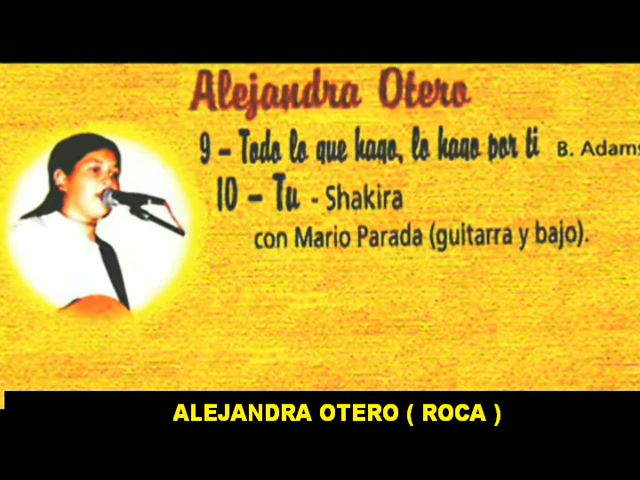 Alejandra Otero
9 - Todo lo que hago, lo hago por ti B. Adams
10 - Tu - Shakira
con Mario Parada (guitarra y bajo).
ALEJANDRA OTERO ( ROCA )